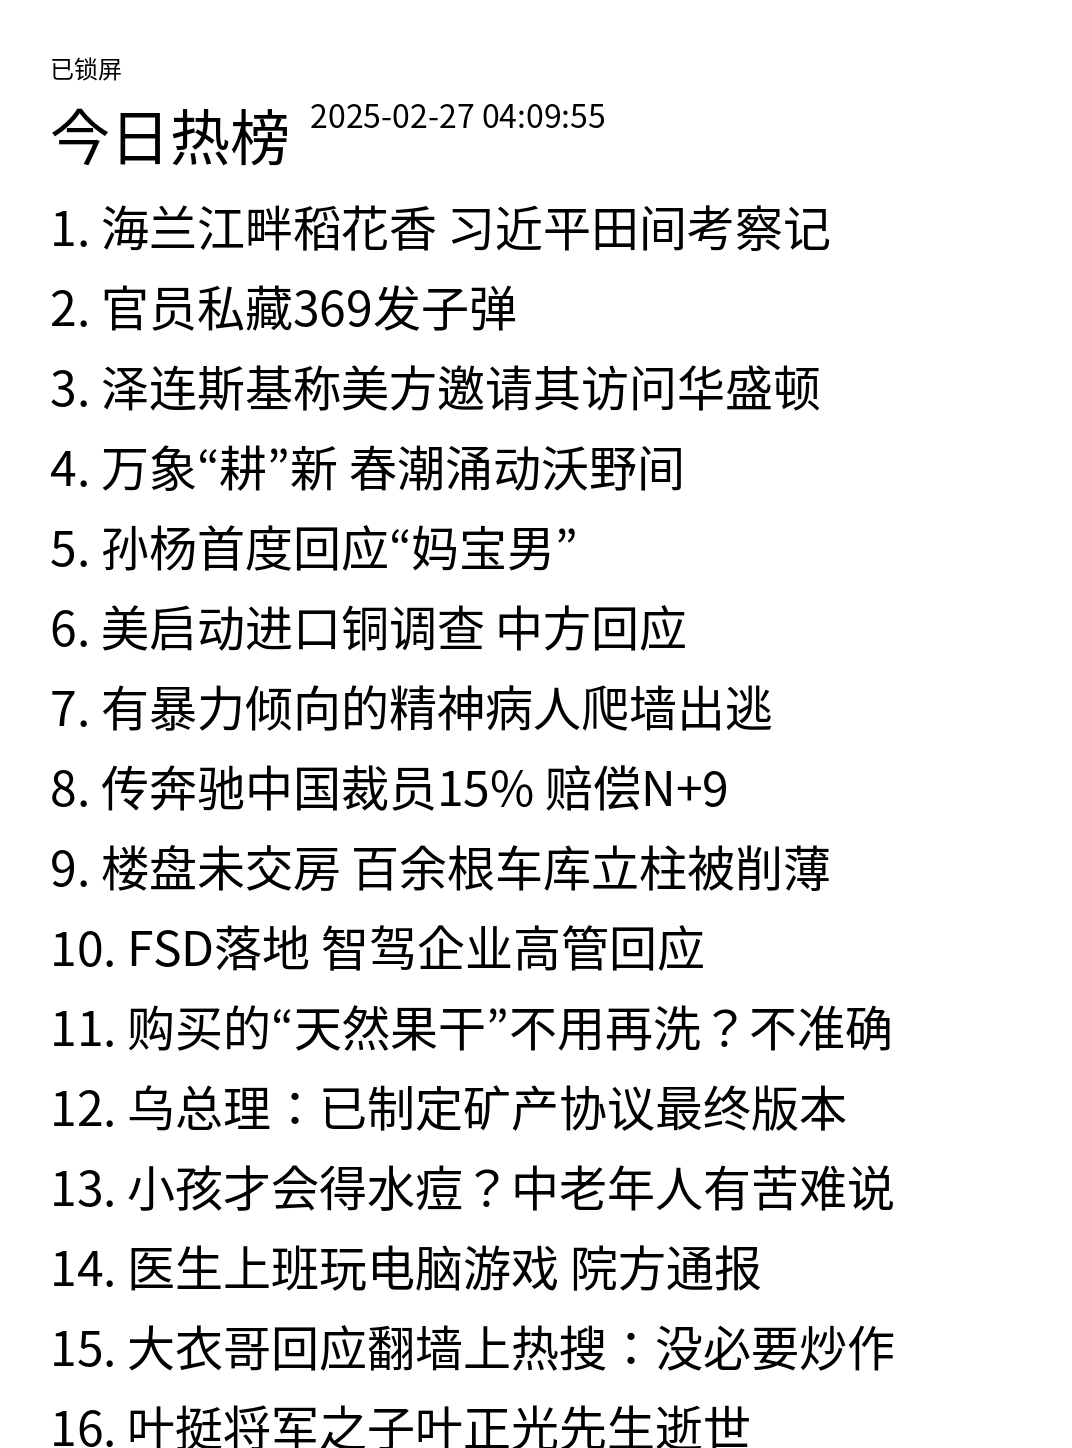 已锁屏
今日热榜 2025-02-27 04:09:55
1. 海兰江畔稻花香 习近平田间考察记
2. 官员私藏369发子弹
3. 泽连斯基称美方邀请其访问华盛顿
4. 万象“耕”新 春潮涌动沃野间
5. 孙杨首度回应“妈宝男”
6. 美启动进口铜调查 中方回应
7. 有暴力倾向的精神病人爬墙出逃
8. 传奔驰中国裁员15% 赔偿N+9
9. 楼盘未交房 百余根车库立柱被削薄
10. FSD落地 智驾企业高管回应
11. 购买的“天然果干”不用再洗？不准确
12. 乌总理：已制定矿产协议最终版本
13. 小孩才会得水痘？中老年人有苦难说
14. 医生上班玩电脑游戏 院方通报
15. 大衣哥回应翻墙上热搜：没必要炒作
16. 叶挺将军之子叶正光先生逝世